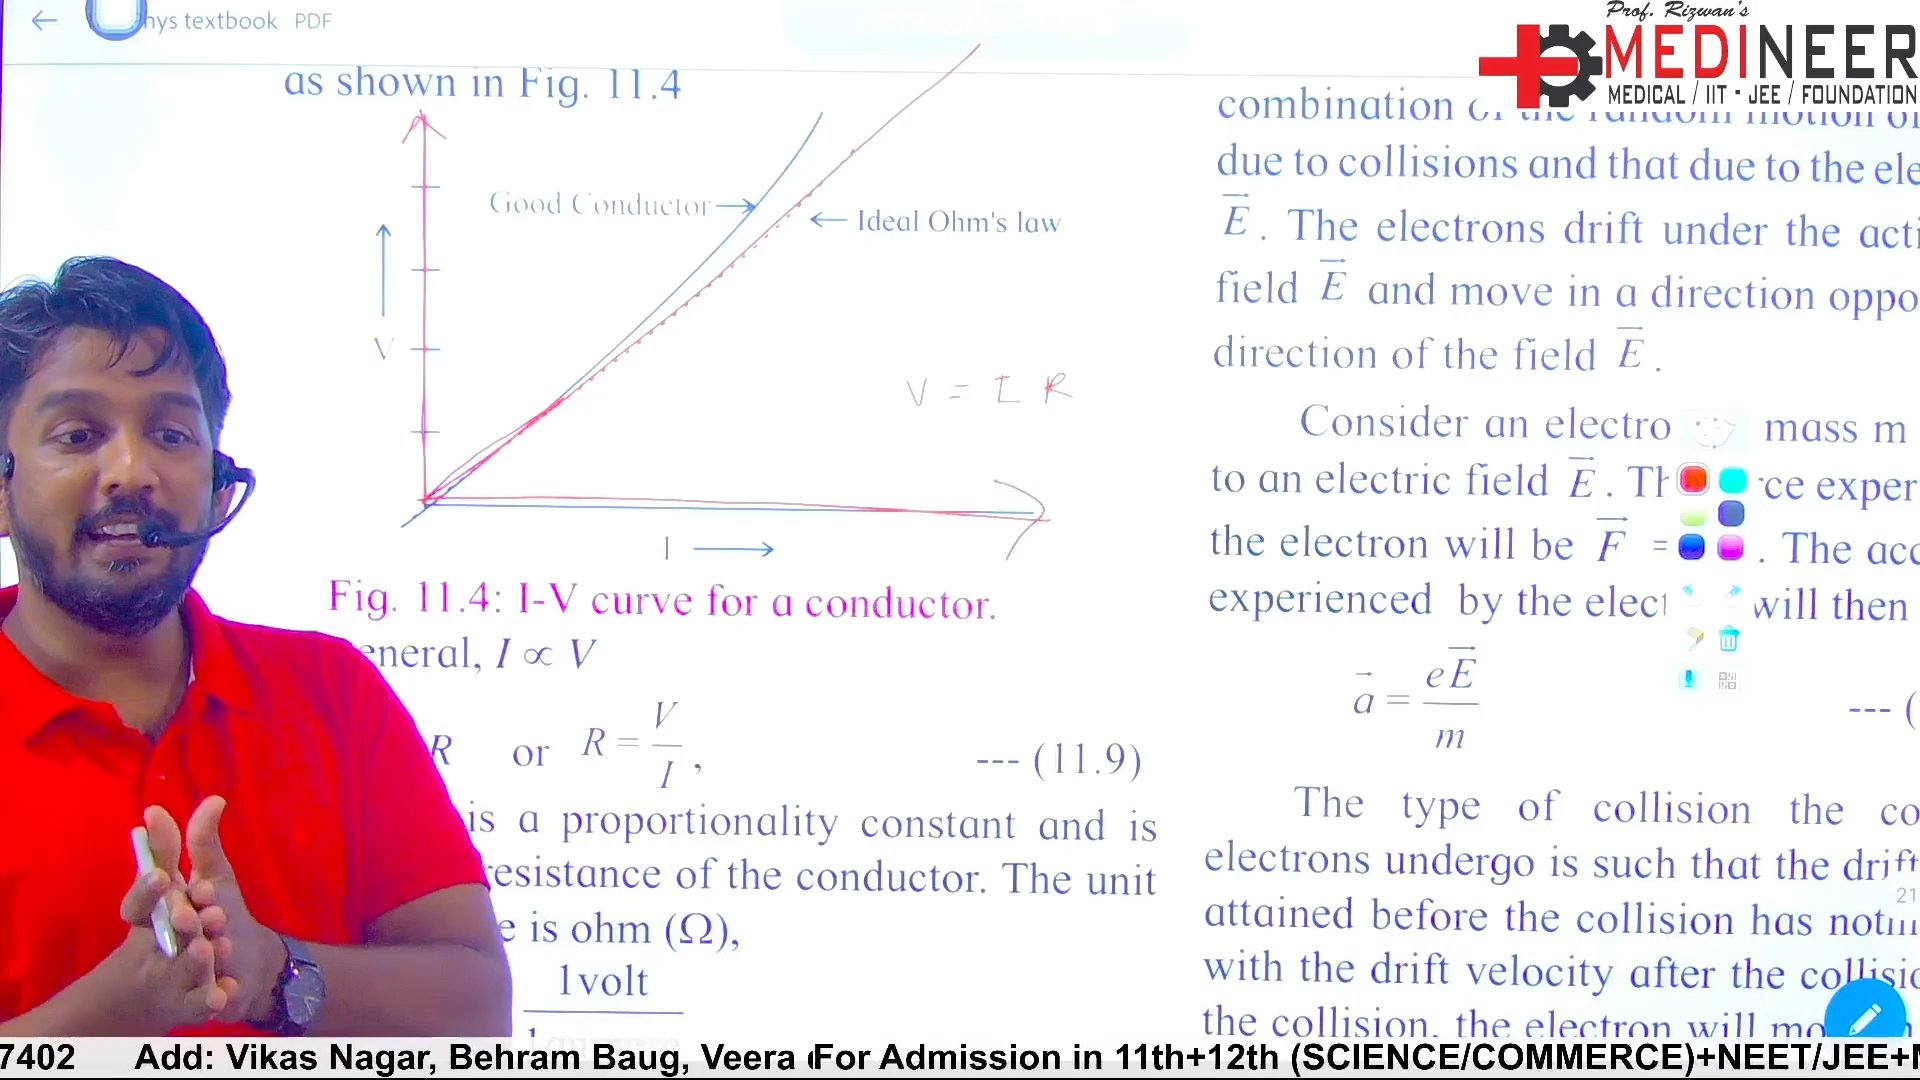 hys textbook PDF
Prof. Rizwan's
MEDINEER
MEDICAL / IIT - JEE / FOUNDATION
as shown in Fig. 11.4
Good Conductor
Ideal Ohm's law
V
V = I R
I
Fig. 11.4: I-V curve for a conductor.
eneral, I ∝ V
R or R = V/I, --- (11.9)
is a proportionality constant and is
esistance of the conductor. The unit
e is ohm (Ω),
1volt
combination
due to collisions and that due to the ele
E⃗. The electrons drift under the acti
field E⃗ and move in a direction oppo
direction of the field E⃗.
Consider an electro mass m
to an electric field E⃗. Th ce exper
the electron will be F⃗ = . The acc
experienced by the elect will then
a⃗ = eE⃗/m --- (
The type of collision the co
electrons undergo is such that the drift
21
attained before the collision has
with the drift velocity after the collisio
the collision, the electron will mo
7402 Add: Vikas Nagar, Behram Baug, Veera For Admission in 11th+12th (SCIENCE/COMMERCE)+NEET/JEE+